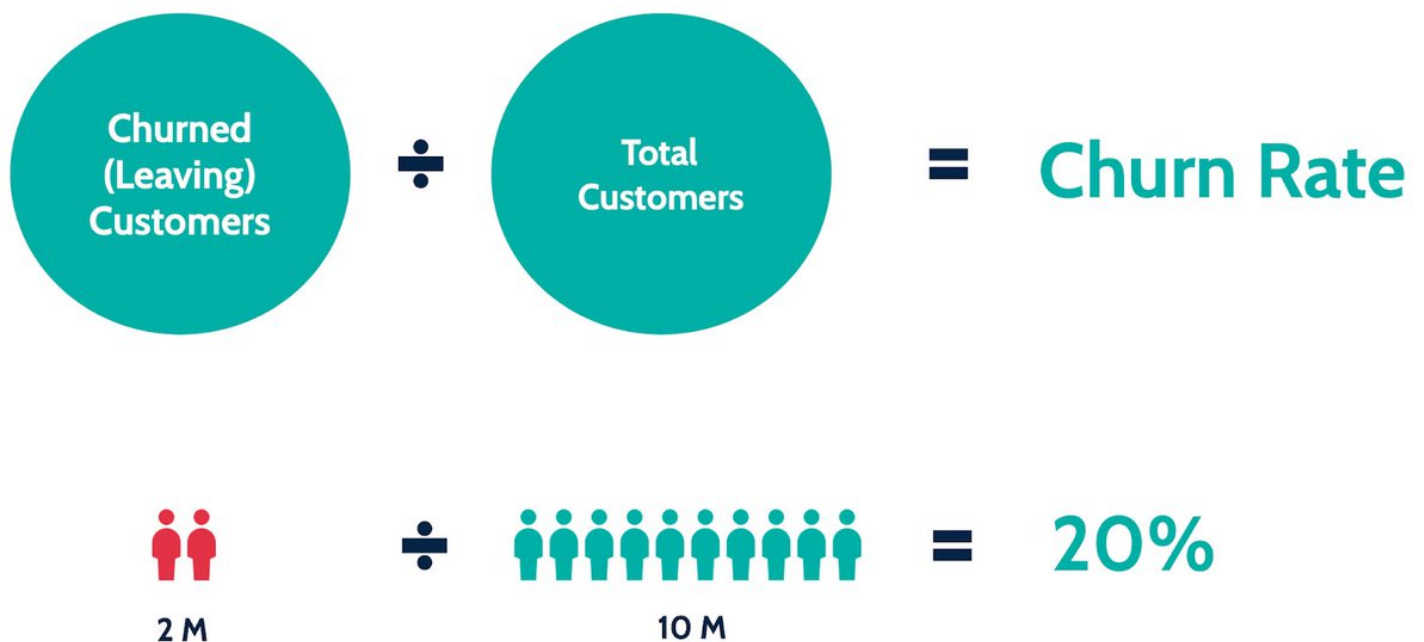 Churned
(Leaving)
Customers
÷
Total
Customers
=
Churn Rate
÷
=
20%
2 M
10 M